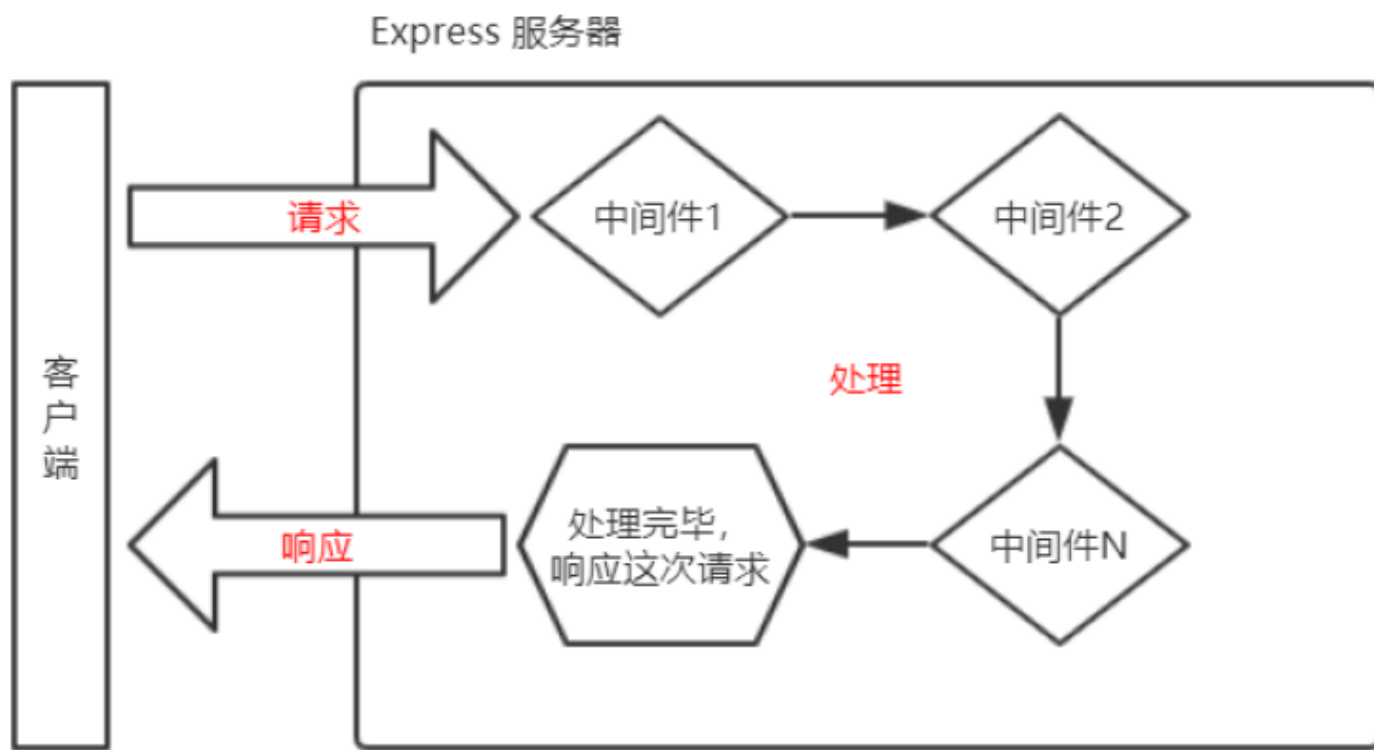 Express 服务器
请求
中间件1
中间件2
客
户
端
处理
响应
处理完毕，
响应这次请求
中间件N